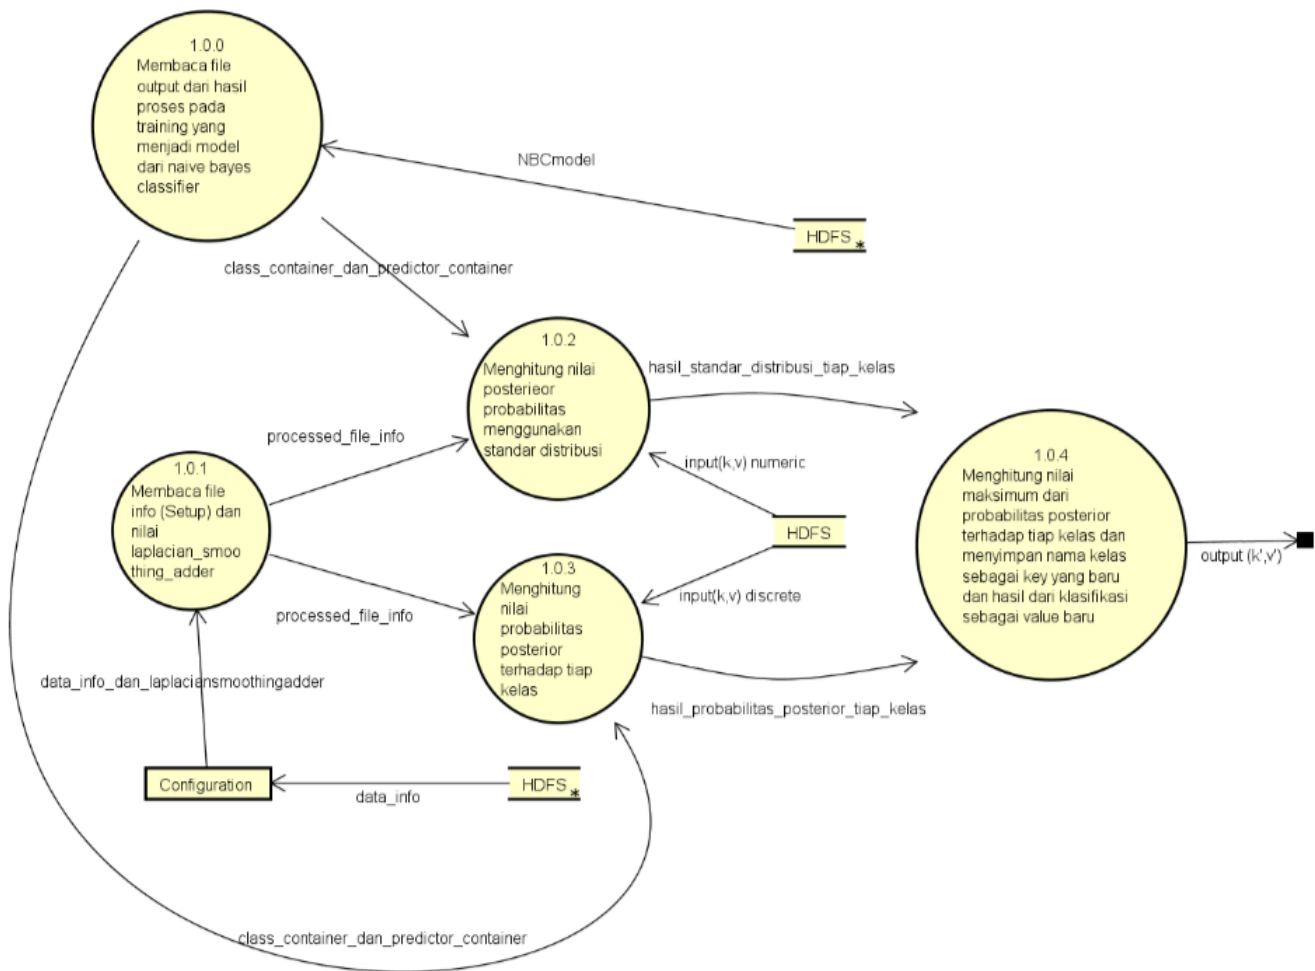 1.0.0
Membaca file
output dari hasil
proses pada
training yang
menjadi model
dari naive bayes
classifier
NBCmodel
HDFS
*
class_container_dan_predictor_container
1.0.2
Menghitung nilai
posterieor
probabilitas
menggunakan
standar distribusi
hasil_standar_distribusi_tiap_kelas
processed_file_info
1.0.1
Membaca file
info (Setup) dan
nilai
laplacian_smoo
thing_adder
input(k,v) numeric
HDFS
input(k,v) discrete
1.0.4
Menghitung nilai
maksimum dari
probabilitas posterior
terhadap tiap kelas dan
menyimpan nama kelas
sebagai key yang baru
dan hasil dari klasifikasi
sebagai value baru
output (k',v')
processed_file_info
1.0.3
Menghitung
nilai
probabilitas
posterior
terhadap tiap
kelas
data_info_dan_laplaciansmoothingadder
hasil_probabilitas_posterior_tiap_kelas
Configuration
data_info
HDFS
*
class_container_dan_predictor_container